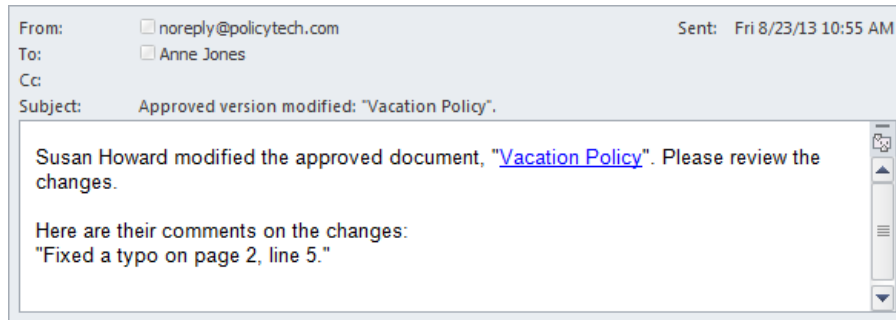 From: noreply@policytech.com Sent: Fri 8/23/13 10:55 AM
To: Anne Jones
Cc:
Subject: Approved version modified: "Vacation Policy".
Susan Howard modified the approved document, "Vacation Policy". Please review the
changes.
Here are their comments on the changes:
"Fixed a typo on page 2, line 5."